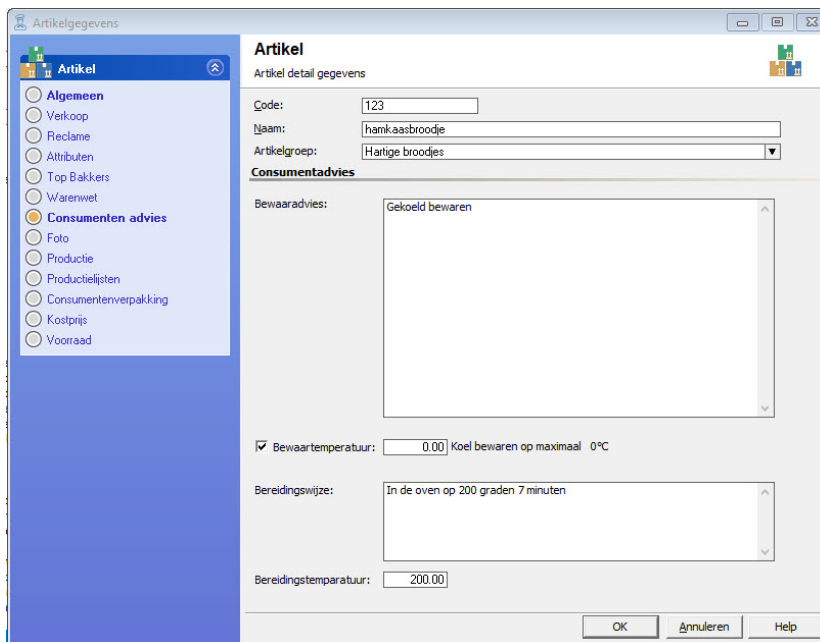 Artikelgegevens
Artikel
Algemeen
Verkoop
Reclame
Attributen
Top Bakkers
Warenwet
Consumenten advies
Foto
Productie
Productielijsten
Consumentenverpakking
Kostprijs
Voorraad
Artikel
Artikel detail gegevens
Code: 123
Naam: hamkaasbroodje
Artikelgroep: Hartige broodjes
Consumentadvies
Bewaaradvies: Gekoeld bewaren
Bewaartemperatuur: 0.00 Koel bewaren op maximaal 0°C
Bereidingswijze: In de oven op 200 graden 7 minuten
Bereidingstemparatuur: 200.00
OK Annuleren Help